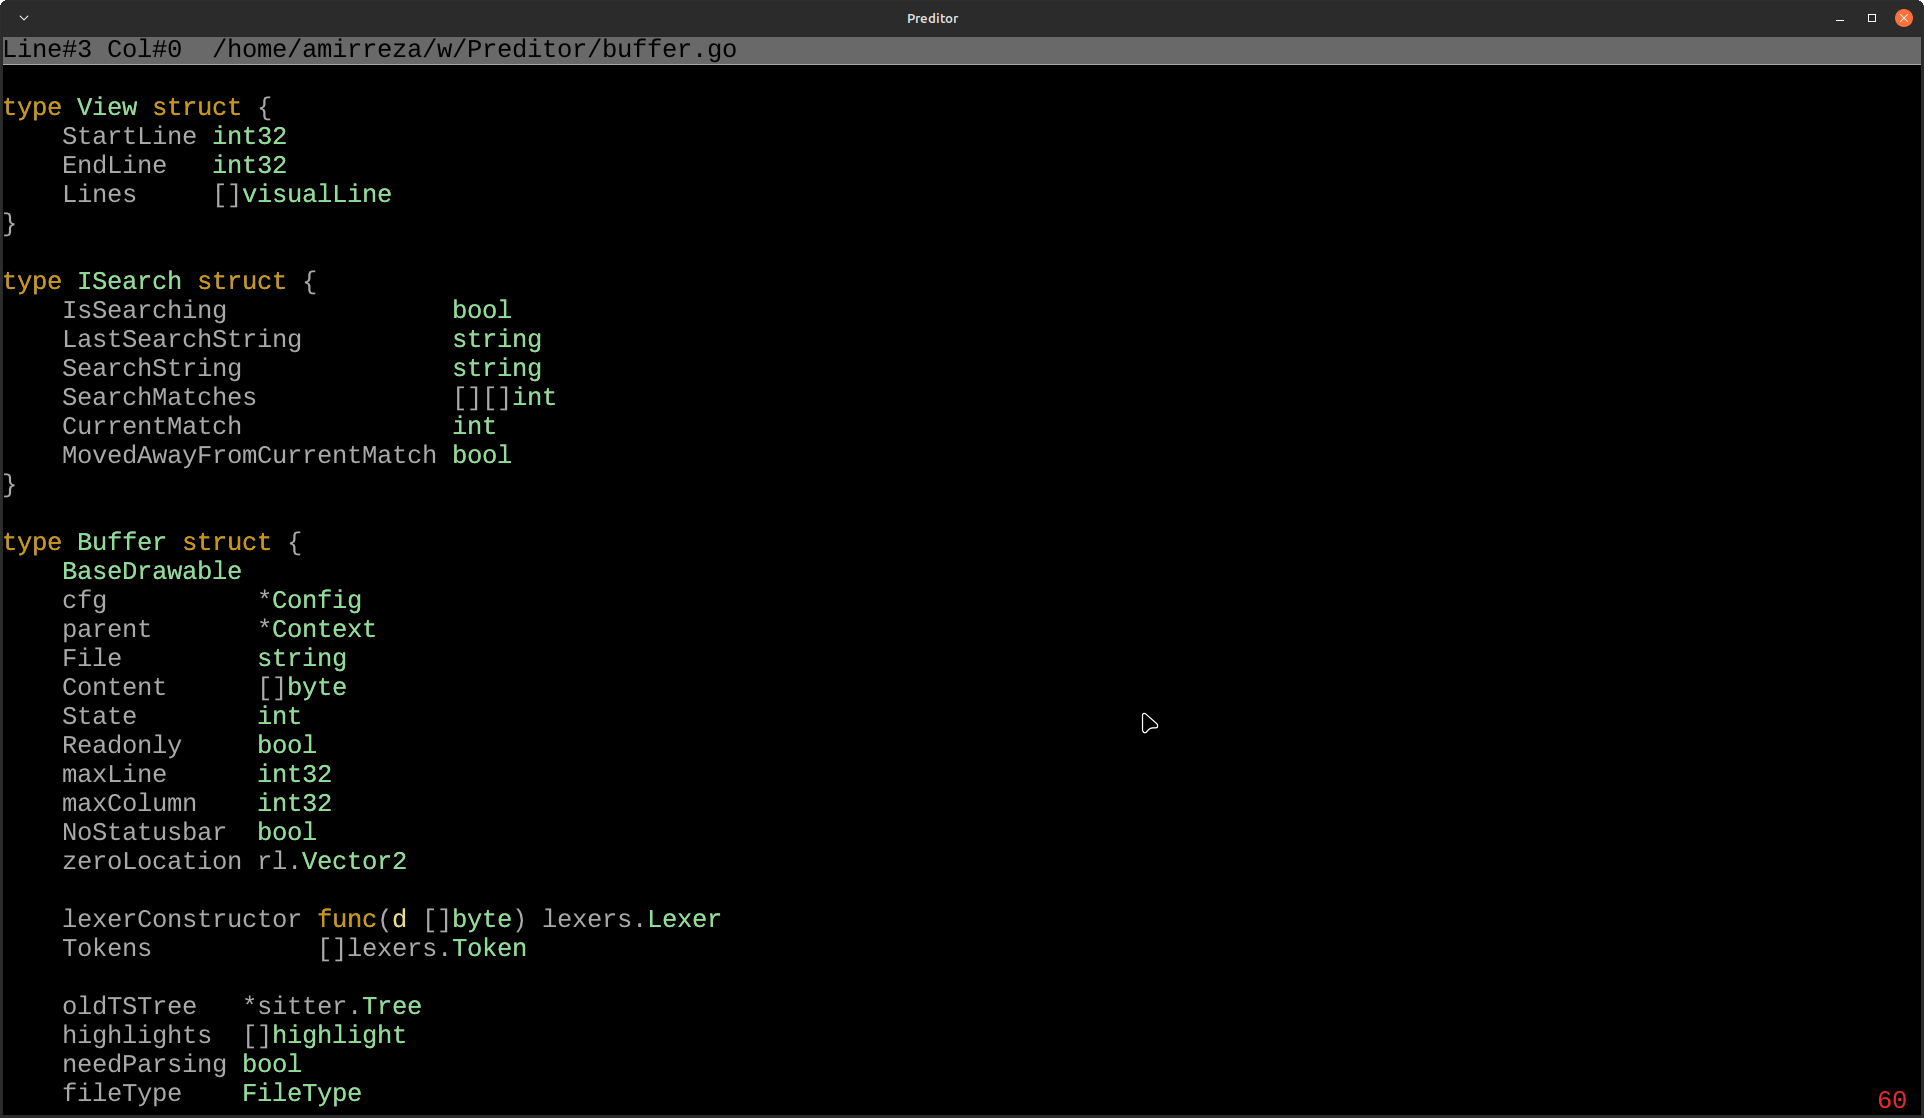 Preditor
Line#3 Col#0  /home/amirreza/w/Preditor/buffer.go
type View struct {
    StartLine int32
    EndLine   int32
    Lines     []visualLine
}
type ISearch struct {
    IsSearching               bool
    LastSearchString          string
    SearchString              string
    SearchMatches             [][]int
    CurrentMatch              int
    MovedAwayFromCurrentMatch bool
}
type Buffer struct {
    BaseDrawable
    cfg          *Config
    parent       *Context
    File         string
    Content      []byte
    State        int
    Readonly     bool
    maxLine      int32
    maxColumn    int32
    NoStatusbar  bool
    zeroLocation rl.Vector2
    lexerConstructor func(d []byte) lexers.Lexer
    Tokens           []lexers.Token
    oldTSTree   *sitter.Tree
    highlights  []highlight
    needParsing bool
    fileType    FileType
60